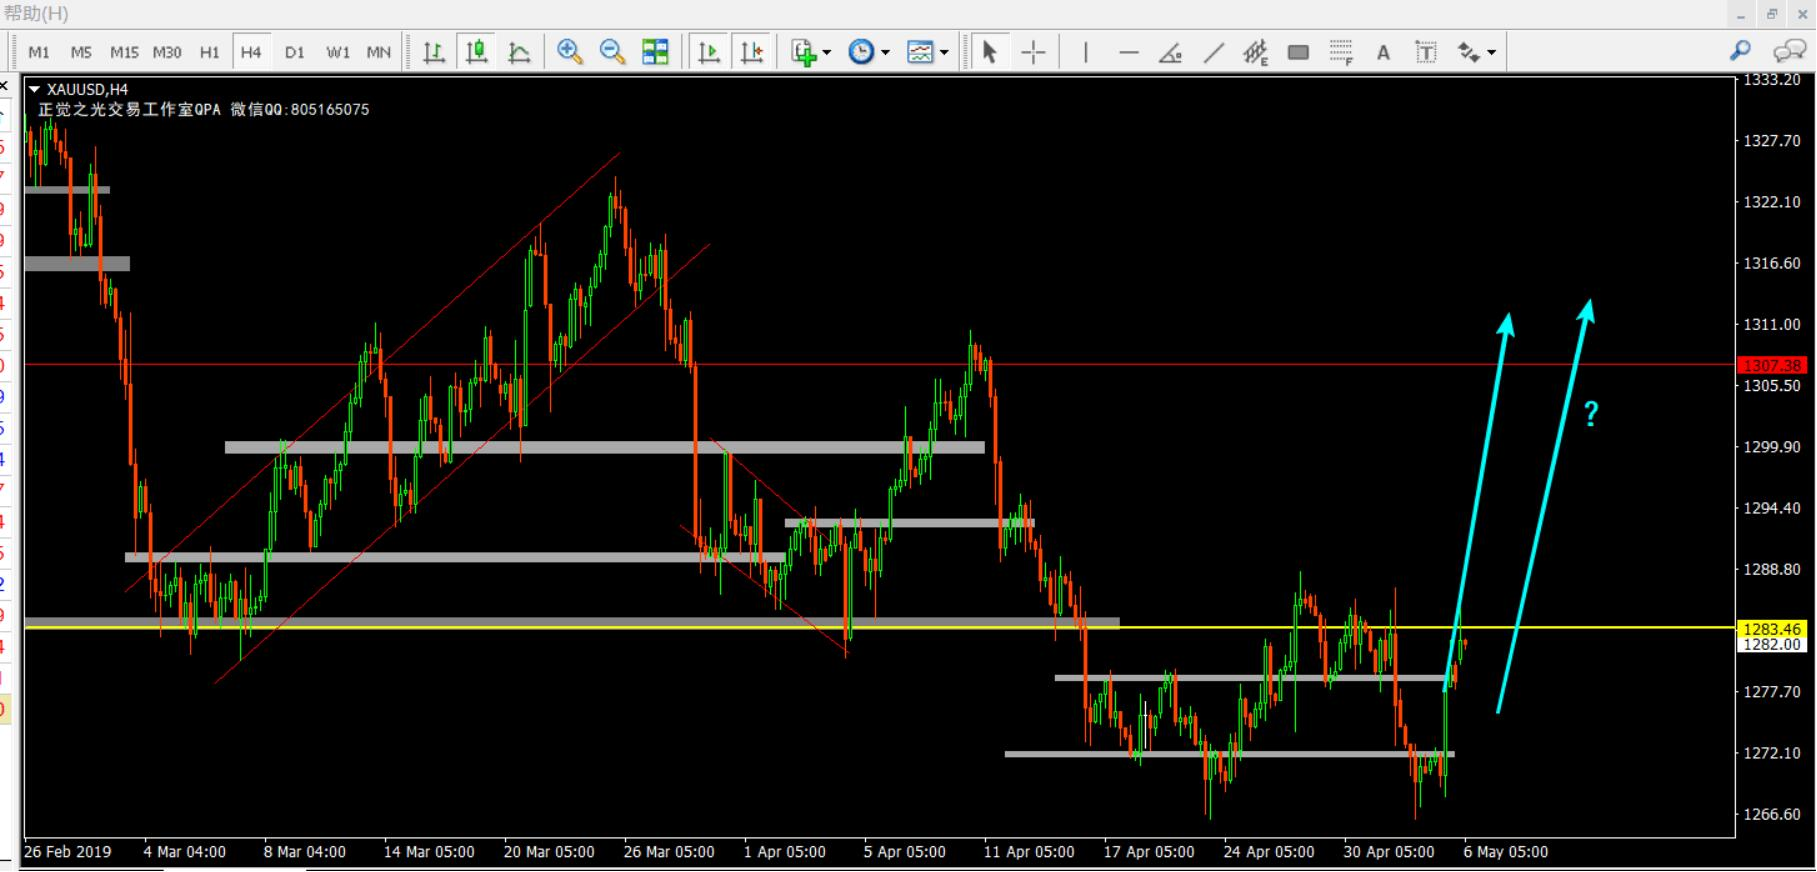 帮助(H)
M1 M5 M15 M30 H1 H4 D1 W1 MN
E F A T
XAUUSD,H4
正觉之光交易工作室QPA 微信QQ:805165075
1333.20
1327.70
1322.10
1316.60
1311.00
1307.38
1305.50
?
1299.90
1294.40
1288.80
1283.46
1282.00
1277.70
1272.10
1266.60
26 Feb 2019 4 Mar 04:00 8 Mar 04:00 14 Mar 05:00 20 Mar 05:00 26 Mar 05:00 1 Apr 05:00 5 Apr 05:00 11 Apr 05:00 17 Apr 05:00 24 Apr 05:00 30 Apr 05:00 6 May 05:00